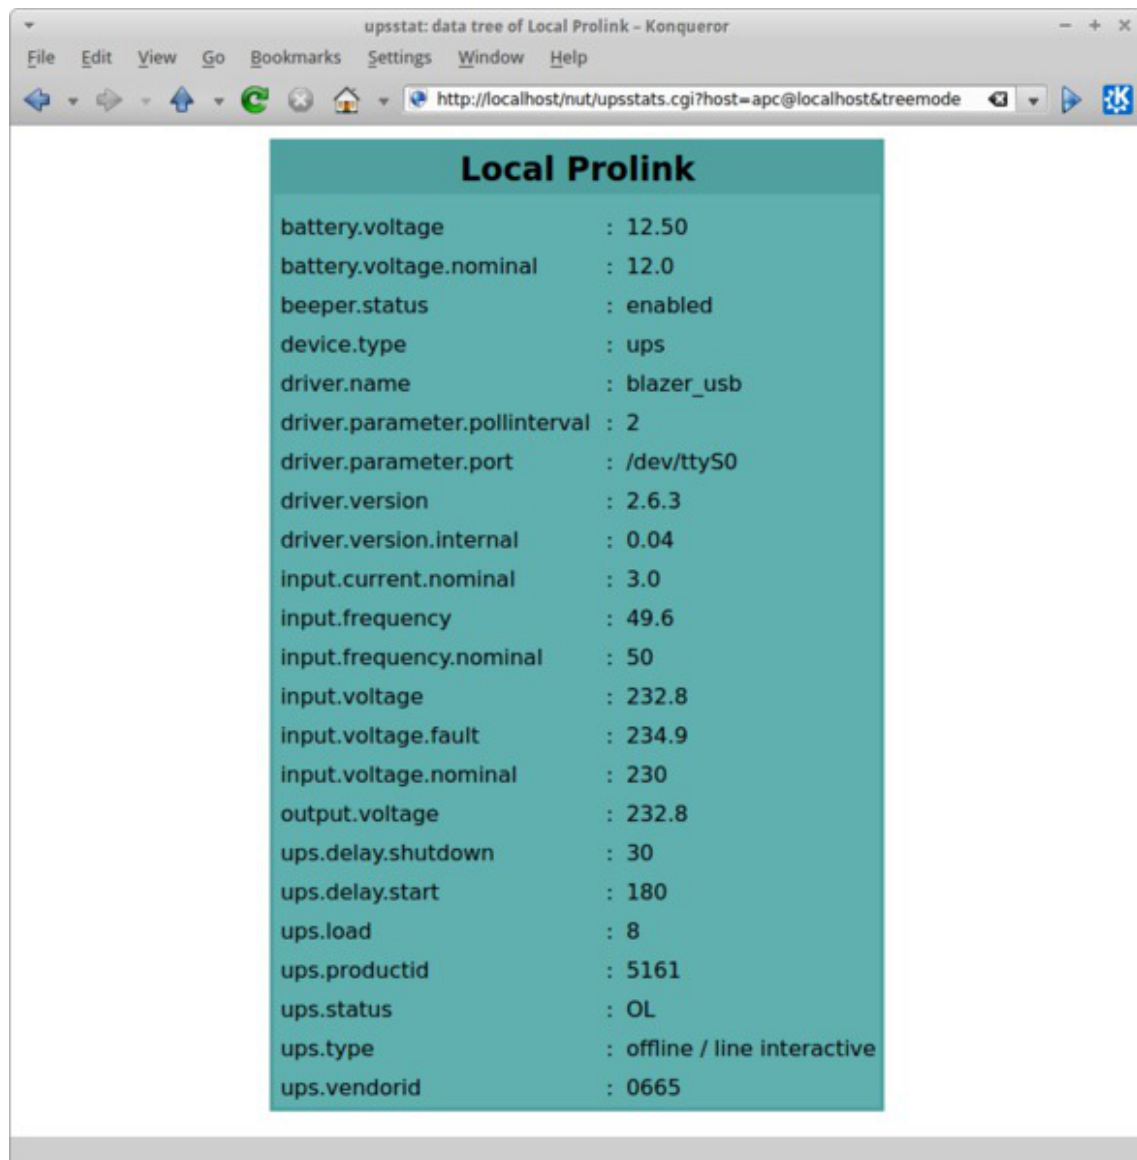 upsstat: data tree of Local Prolink – Konqueror
File Edit View Go Bookmarks Settings Window Help
http://localhost/nut/upsstats.cgi?host=apc@localhost&treemode
Local Prolink
battery.voltage : 12.50
battery.voltage.nominal : 12.0
beeper.status : enabled
device.type : ups
driver.name : blazer_usb
driver.parameter.pollinterval : 2
driver.parameter.port : /dev/ttyS0
driver.version : 2.6.3
driver.version.internal : 0.04
input.current.nominal : 3.0
input.frequency : 49.6
input.frequency.nominal : 50
input.voltage : 232.8
input.voltage.fault : 234.9
input.voltage.nominal : 230
output.voltage : 232.8
ups.delay.shutdown : 30
ups.delay.start : 180
ups.load : 8
ups.productid : 5161
ups.status : OL
ups.type : offline / line interactive
ups.vendorid : 0665